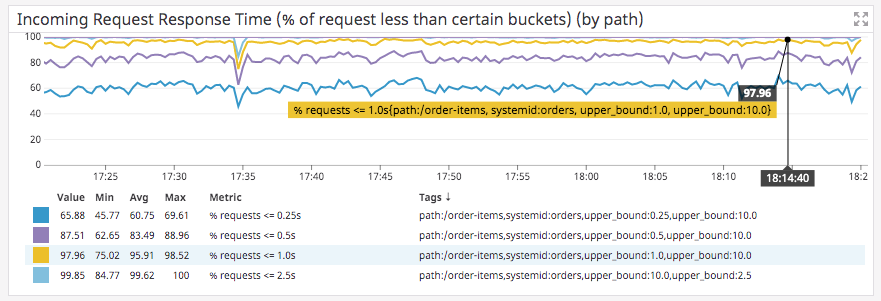 Incoming Request Response Time (% of request less than certain buckets) (by path)
100
80
60
40
20
0
97.96
% requests <= 1.0s{path:/order-items, systemid:orders, upper_bound:1.0, upper_bound:10.0}
17:25 17:30 17:35 17:40 17:45 17:50 17:55 18:00 18:05 18:10 18:14:40 18:2
Value Min Avg Max Metric Tags ↓
65.88 45.77 60.75 69.61 % requests <= 0.25s path:/order-items,systemid:orders,upper_bound:0.25,upper_bound:10.0
87.51 62.65 83.49 88.96 % requests <= 0.5s path:/order-items,systemid:orders,upper_bound:0.5,upper_bound:10.0
97.96 75.02 95.91 98.52 % requests <= 1.0s path:/order-items,systemid:orders,upper_bound:1.0,upper_bound:10.0
99.85 84.77 99.62 100 % requests <= 2.5s path:/order-items,systemid:orders,upper_bound:10.0,upper_bound:2.5